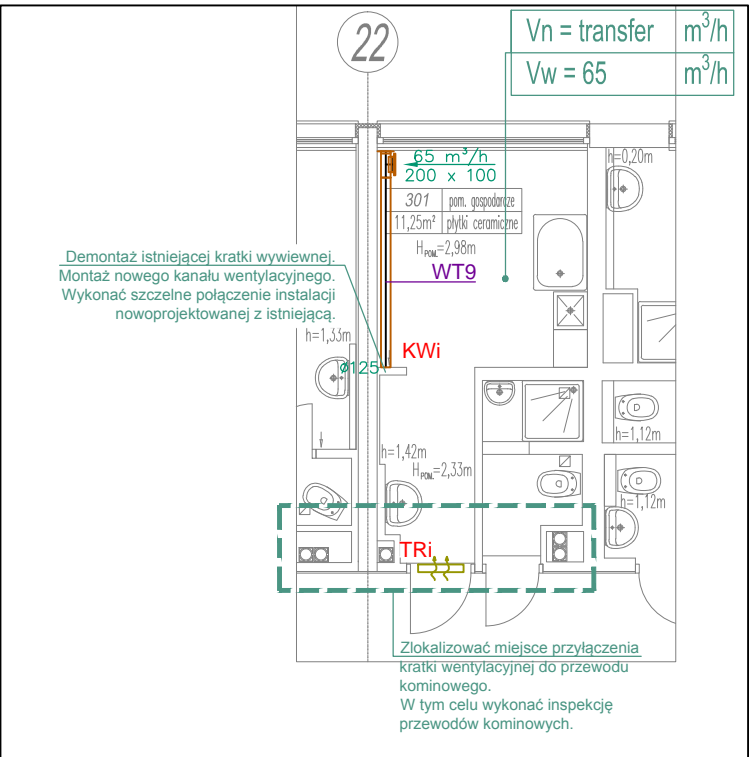 22
Vn = transfer m³/h
Vw = 65 m³/h
h=0,20m
65 m³/h
200 x 100
301 pom. gospodarcze
11,25m² płytki ceramiczne
H POM.=2,98m
WT9
Demontaż istniejącej kratki wywiewnej.
Montaż nowego kanału wentylacyjnego.
Wykonać szczelne połączenie instalacji
nowoprojektowanej z istniejącą.
h=1,33m
KWi
ø125
h=1,12m
h=1,42m
H POM.=2,33m
h=1,12m
TRi
Zlokalizować miejsce przyłączenia
kratki wentylacyjnej do przewodu
kominowego.
W tym celu wykonać inspekcję
przewodów kominowych.